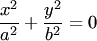 x²/a² + y²/b² = 0